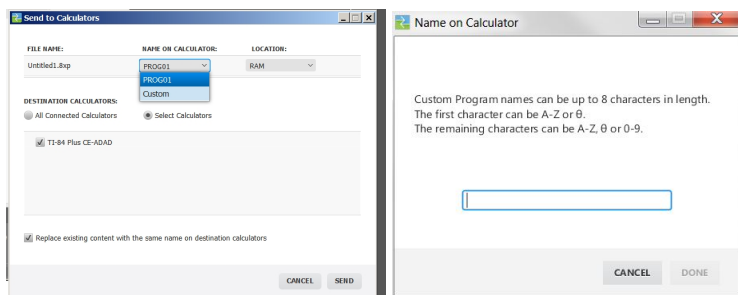 Send to Calculators
FILE NAME: NAME ON CALCULATOR: LOCATION:
Untitled1.8xp PROG01 RAM
PROG01
Custom
DESTINATION CALCULATORS:
All Connected Calculators Select Calculators
TI-84 Plus CE-ADAD
Replace existing content with the same name on destination calculators
CANCEL SEND
Name on Calculator
Custom Program names can be up to 8 characters in length.
The first character can be A-Z or θ.
The remaining characters can be A-Z, θ or 0-9.
CANCEL DONE